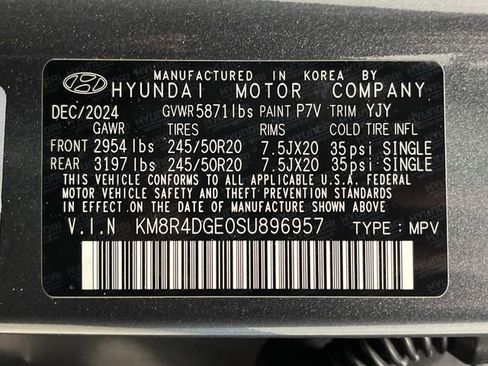 MANUFACTURED IN KOREA BY
HYUNDAI MOTOR COMPANY
DEC/2024 GVWR 5871lbs PAINT P7V TRIM YJY
GAWR TIRES RIMS COLD TIRE INFL
FRONT 2954 lbs 245/50R20 7.5JX20 35psi SINGLE
REAR 3197 lbs 245/50R20 7.5JX20 35psi SINGLE
THIS VEHICLE CONFORMS TO ALL APPLICABLE U.S.A. FEDERAL
MOTOR VEHICLE SAFETY AND THEFT PREVENTION STANDARDS
IN EFFECT ON THE DATE OF MANUFACTURE SHOWN ABOVE.
V.I.N KM8R4DGE0SU896957 TYPE: MPV